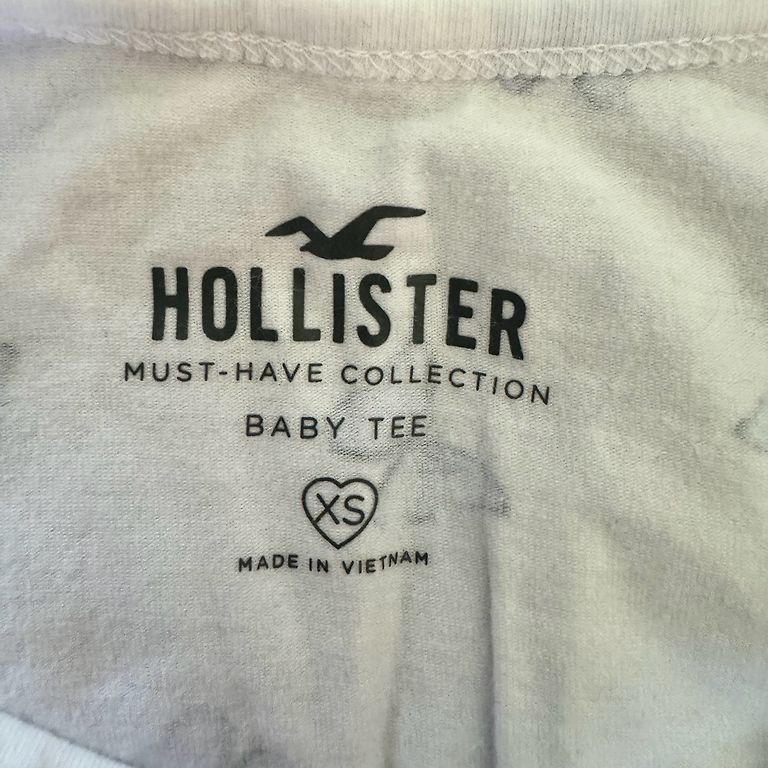 HOLLISTER
MUST-HAVE COLLECTION
BABY TEE
XS
MADE IN VIETNAM